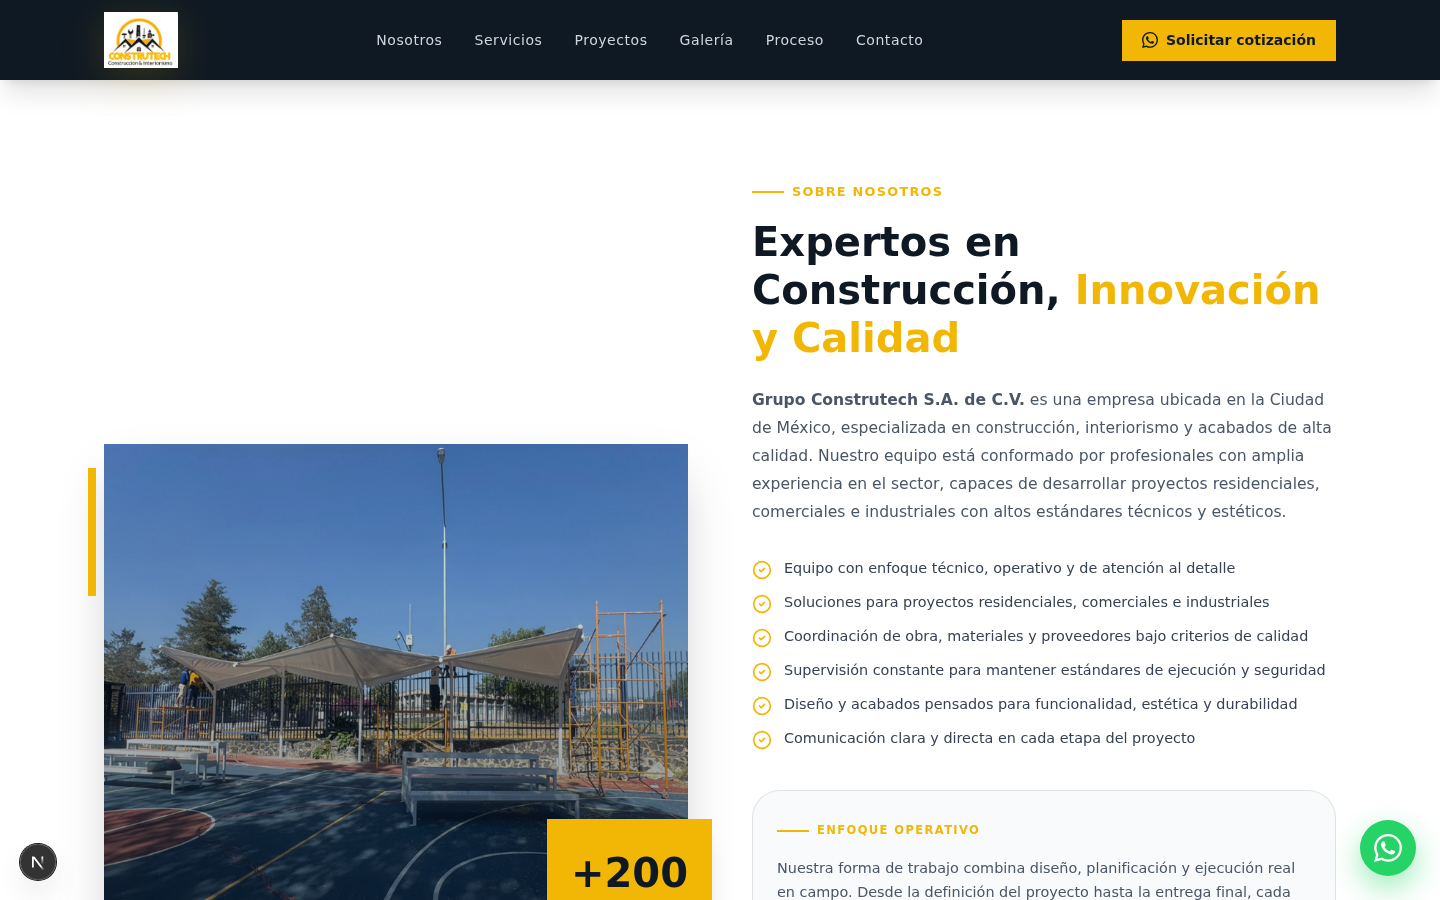 CONSTRUTECH
Construcción & Interiorismo
Nosotros
Servicios
Proyectos
Galería
Proceso
Contacto
Solicitar cotización
SOBRE NOSOTROS
Expertos en
Construcción, Innovación
y Calidad
Grupo Construtech S.A. de C.V. es una empresa ubicada en la Ciudad
de México, especializada en construcción, interiorismo y acabados de alta
calidad. Nuestro equipo está conformado por profesionales con amplia
experiencia en el sector, capaces de desarrollar proyectos residenciales,
comerciales e industriales con altos estándares técnicos y estéticos.
Equipo con enfoque técnico, operativo y de atención al detalle
Soluciones para proyectos residenciales, comerciales e industriales
Coordinación de obra, materiales y proveedores bajo criterios de calidad
Supervisión constante para mantener estándares de ejecución y seguridad
Diseño y acabados pensados para funcionalidad, estética y durabilidad
Comunicación clara y directa en cada etapa del proyecto
+200
ENFOQUE OPERATIVO
Nuestra forma de trabajo combina diseño, planificación y ejecución real
en campo. Desde la definición del proyecto hasta la entrega final, cada
N